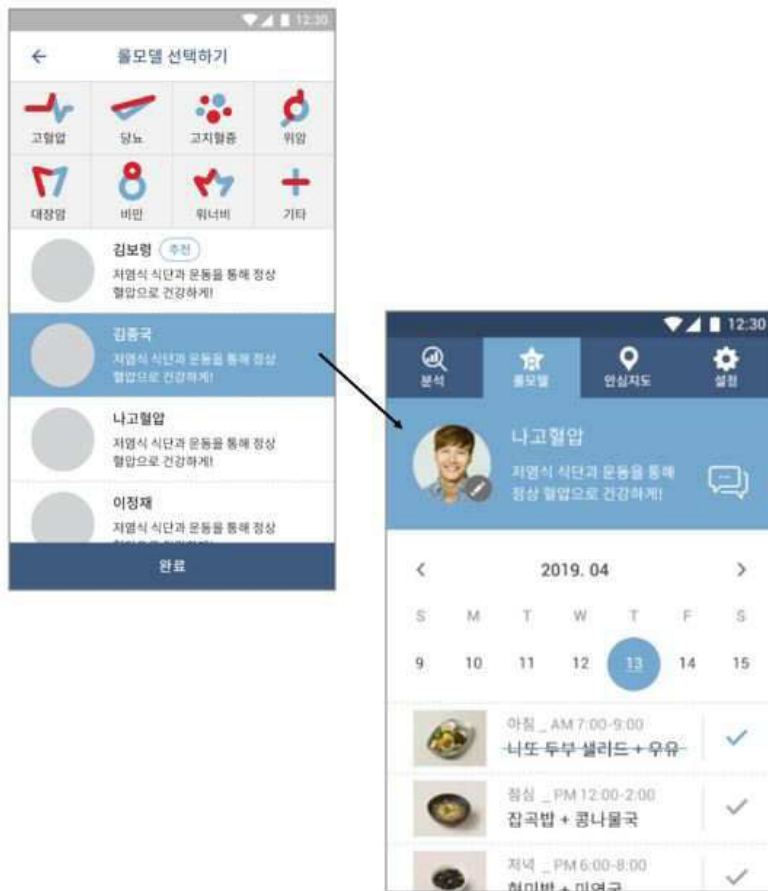 12:30
롤모델 선택하기
고혈압
당뇨
고지혈증
위암
대장암
비만
워너비
기타
김보령 추천
저염식 식단과 운동을 통해 정상
혈압으로 건강하게!
김종국
저염식 식단과 운동을 통해 정상
혈압으로 건강하게!
나고혈압
저염식 식단과 운동을 통해 정상
혈압으로 건강하게!
이정재
저염식 식단과 운동을 통해 정상
완료
12:30
분석
롤모델
안심지도
설정
나고혈압
저염식 식단과 운동을 통해
정상 혈압으로 건강하게!
2019. 04
S M T W T F S
9 10 11 12 13 14 15
아침 _ AM 7:00-9:00
니또 두부 샐러드 + 우유
점심 _ PM 12:00-2:00
잡곡밥 + 콩나물국
저녁 _ PM 6:00-8:00
현미밥 + 미역국